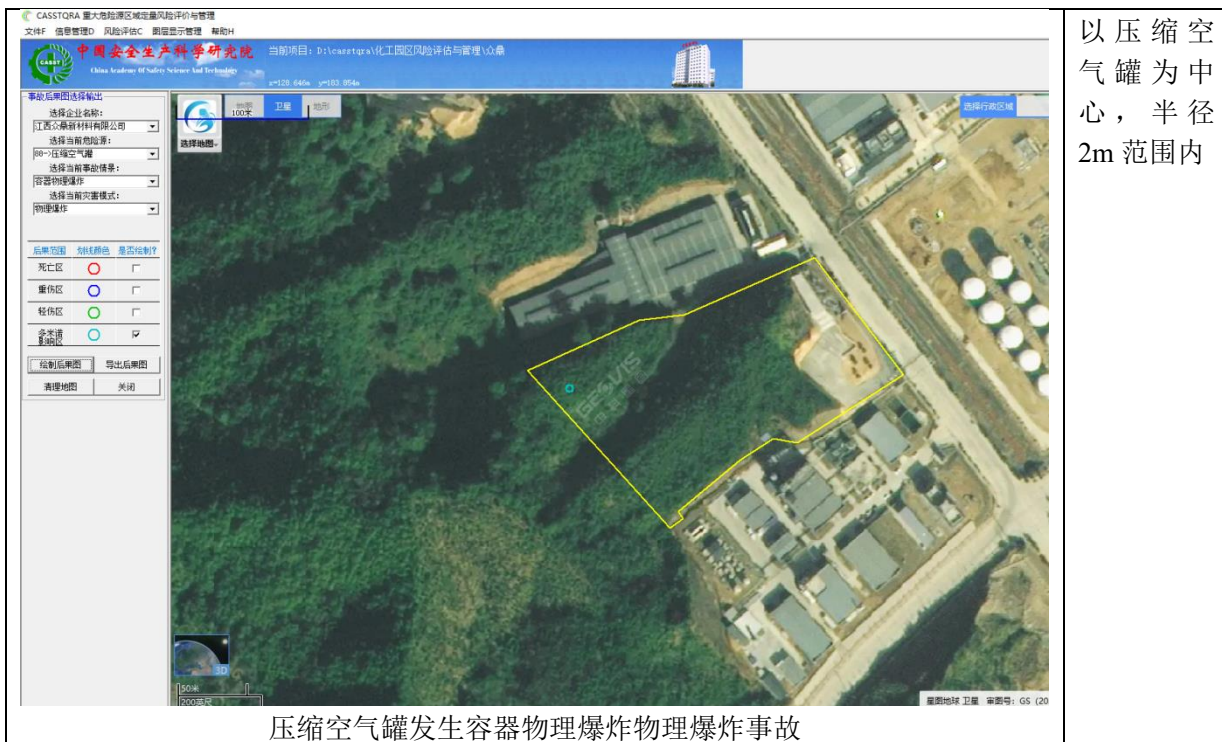 CASSTQRA 重大危险源区域定量风险评价与管理
文件F 信息管理D 风险评估C 图层显示管理 帮助H
CASST
中国安全生产科学研究院
China Academy Of Safety Science And Technology
当前项目: D:\casstqra\化工园区风险评估与管理\众鼎
x=128.646m y=103.854m
事故后果图选择输出
选择企业名称:
江西众鼎新材料有限公司
选择当前危险源:
选择当前事故情景:
容器物理爆炸
选择当前灾害模式:
物理爆炸
后果范围 划线颜色 是否绘制?
死亡区
重伤区
轻伤区
多米诺影响区
绘制后果图 导出后果图
清理地图 关闭
选择地图
100米
卫星 地形
选择行政区域
GEOVIS
3D
50米
200英尺
星图地球 卫星 审图号: GS (20
压缩空气罐发生容器物理爆炸物理爆炸事故
以压缩空
气罐为中
心，半径
2m 范围内